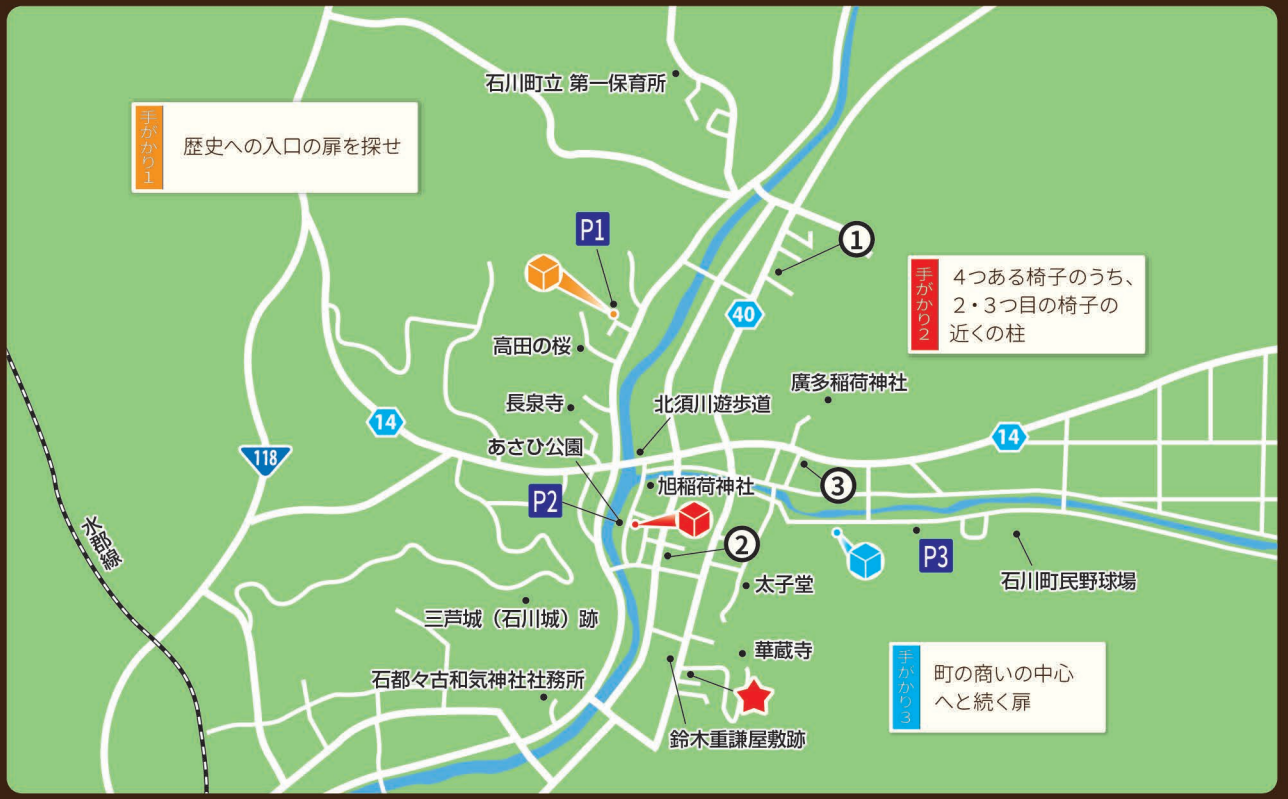 石川町立 第一保育所
手がかり1
歴史への入口の扉を探せ
P1
1
手がかり2
4つある椅子のうち、
2・3つ目の椅子の
近くの柱
40
高田の桜
廣多稲荷神社
長泉寺
北須川遊歩道
14
14
あさひ公園
118
旭稲荷神社
3
P2
水郡線
2
P3
太子堂
石川町民野球場
三芦城（石川城）跡
華蔵寺
石都々古和気神社社務所
手がかり3
町の商いの中心
へと続く扉
鈴木重謙屋敷跡